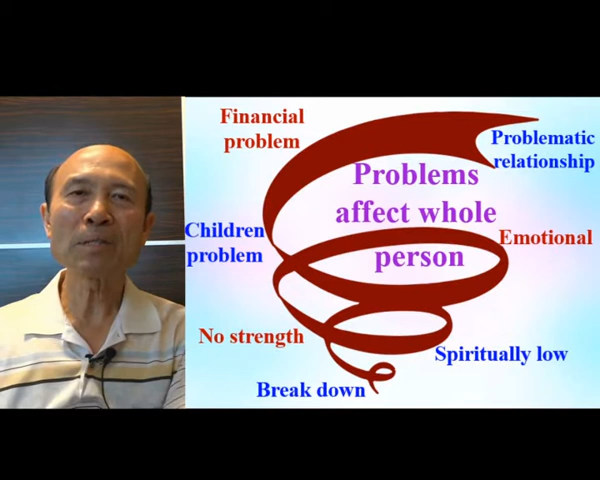 Financial
problem
Problematic
relationship
Problems
affect whole
person
Children
problem
Emotional
No strength
Spiritually low
Break down